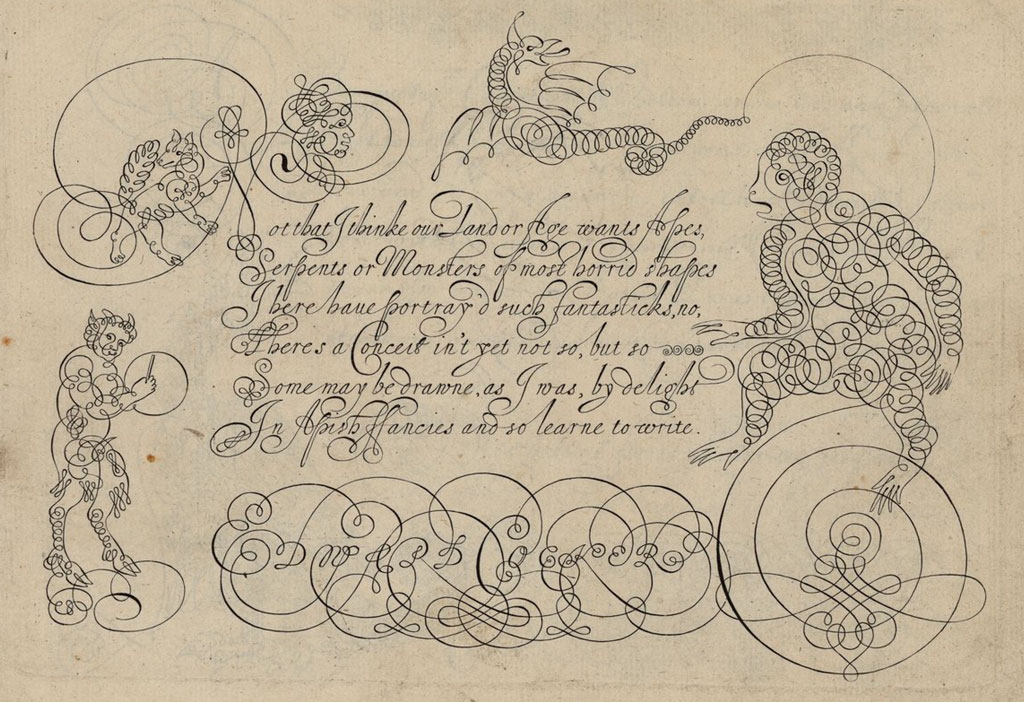 Not that I thinke our Land or Age wants Apes,
Serpents or Monsters of most horrid shapes
I here haue portray'd such fantasticks, no,
Theres a Conceit in't yet not so, but so
Some may be drawne, as I was, by delight
In Apish ffancies and so learne to write.
EDWARD COCKER